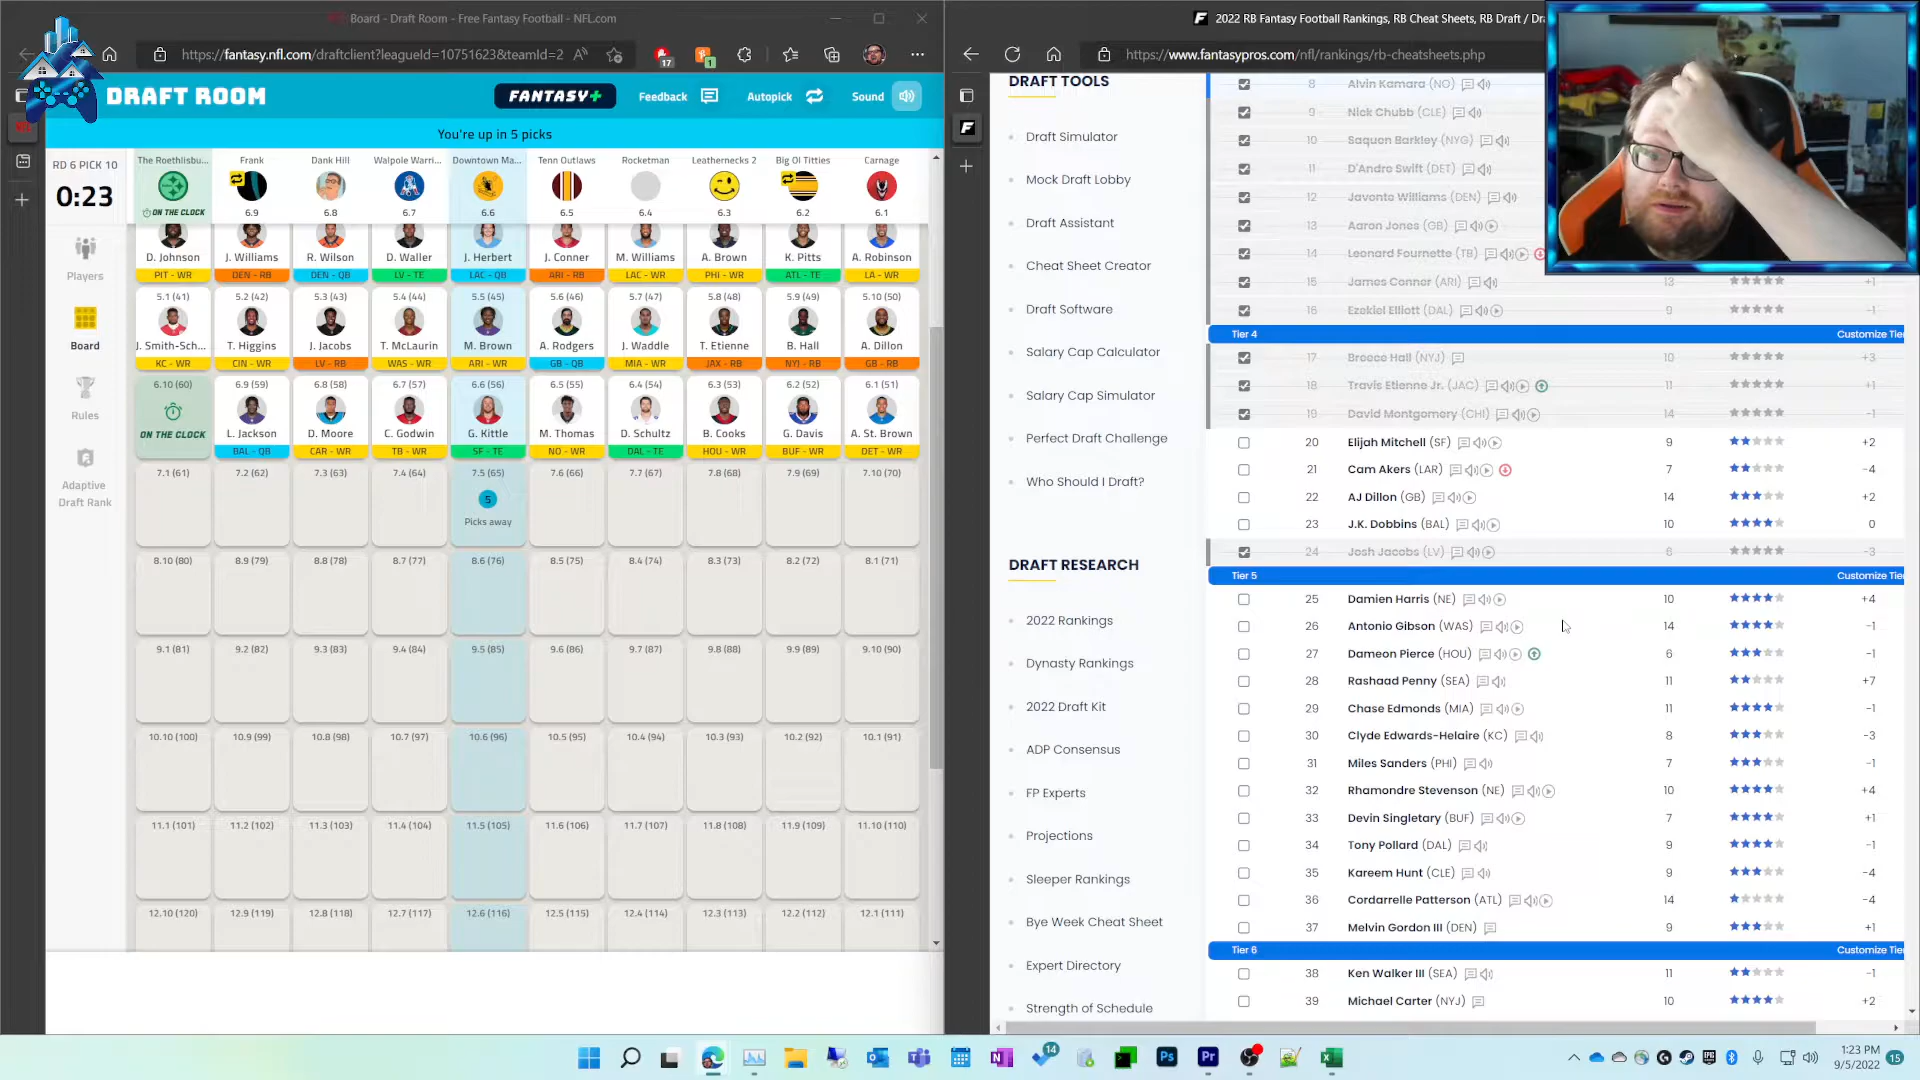 Board - Draft Room - Free Fantasy Football - NFL.com
https://fantasy.nfl.com/draftclient?leagueId=10751623&teamId=2
17
1
DRAFT ROOM
FANTASY+
Feedback
Autopick
Sound
You're up in 5 picks
RD 6 PICK 10
0:23
The Roethlisbu... Frank Dank Hill Walpole Warri... Downtown Ma... Tenn Outlaws Rocketman Leathernecks 2 Big Ol Titties Carnage
ON THE CLOCK 6.9 6.8 6.7 6.6 6.5 6.4 6.3 6.2 6.1
Players
Board
Rules
Adaptive
Draft Rank
D. Johnson J. Williams R. Wilson D. Waller J. Herbert J. Conner M. Williams A. Brown K. Pitts A. Robinson
PIT - WR DEN - RB DEN - QB LV - TE LAC - QB ARI - RB LAC - WR PHI - WR ATL - TE LA - WR
5.1 (41) 5.2 (42) 5.3 (43) 5.4 (44) 5.5 (45) 5.6 (46) 5.7 (47) 5.8 (48) 5.9 (49) 5.10 (50)
J. Smith-Sch... T. Higgins J. Jacobs T. McLaurin M. Brown A. Rodgers J. Waddle T. Etienne B. Hall A. Dillon
KC - WR CIN - WR LV - RB WAS - WR ARI - WR GB - QB MIA - WR JAX - RB NYJ - RB GB - RB
6.10 (60) 6.9 (59) 6.8 (58) 6.7 (57) 6.6 (56) 6.5 (55) 6.4 (54) 6.3 (53) 6.2 (52) 6.1 (51)
ON THE CLOCK L. Jackson D. Moore C. Godwin G. Kittle M. Thomas D. Schultz B. Cooks G. Davis A. St. Brown
BAL - QB CAR - WR TB - WR SF - TE NO - WR DAL - TE HOU - WR BUF - WR DET - WR
7.1 (61) 7.2 (62) 7.3 (63) 7.4 (64) 7.5 (65) 7.6 (66) 7.7 (67) 7.8 (68) 7.9 (69) 7.10 (70)
5
Picks away
8.10 (80) 8.9 (79) 8.8 (78) 8.7 (77) 8.6 (76) 8.5 (75) 8.4 (74) 8.3 (73) 8.2 (72) 8.1 (71)
9.1 (81) 9.2 (82) 9.3 (83) 9.4 (84) 9.5 (85) 9.6 (86) 9.7 (87) 9.8 (88) 9.9 (89) 9.10 (90)
10.10 (100) 10.9 (99) 10.8 (98) 10.7 (97) 10.6 (96) 10.5 (95) 10.4 (94) 10.3 (93) 10.2 (92) 10.1 (91)
11.1 (101) 11.2 (102) 11.3 (103) 11.4 (104) 11.5 (105) 11.6 (106) 11.7 (107) 11.8 (108) 11.9 (109) 11.10 (110)
12.10 (120) 12.9 (119) 12.8 (118) 12.7 (117) 12.6 (116) 12.5 (115) 12.4 (114) 12.3 (113) 12.2 (112) 12.1 (111)
2022 RB Fantasy Football Rankings, RB Cheat Sheets, RB Draft / Dra
https://www.fantasypros.com/nfl/rankings/rb-cheatsheets.php
DRAFT TOOLS
Draft Simulator
Mock Draft Lobby
Draft Assistant
Cheat Sheet Creator
Draft Software
Salary Cap Calculator
Salary Cap Simulator
Perfect Draft Challenge
Who Should I Draft?
DRAFT RESEARCH
2022 Rankings
Dynasty Rankings
2022 Draft Kit
ADP Consensus
FP Experts
Projections
Sleeper Rankings
Bye Week Cheat Sheet
Expert Directory
Strength of Schedule
8 Alvin Kamara (NO)
9 Nick Chubb (CLE)
10 Saquon Barkley (NYG)
11 D'Andre Swift (DET)
12 Javonte Williams (DEN)
13 Aaron Jones (GB)
14 Leonard Fournette (TB)
15 James Conner (ARI) 13 +1
16 Ezekiel Elliott (DAL) 9 -1
Tier 4 Customize Tier
17 Breece Hall (NYJ) 10 +3
18 Travis Etienne Jr. (JAC) 11 +1
19 David Montgomery (CHI) 14 -1
20 Elijah Mitchell (SF) 9 +2
21 Cam Akers (LAR) 7 -4
22 AJ Dillon (GB) 14 +2
23 J.K. Dobbins (BAL) 10 0
24 Josh Jacobs (LV) 6 -3
Tier 5 Customize Tier
25 Damien Harris (NE) 10 +4
26 Antonio Gibson (WAS) 14 -1
27 Dameon Pierce (HOU) 6 -1
28 Rashaad Penny (SEA) 11 +7
29 Chase Edmonds (MIA) 11 -1
30 Clyde Edwards-Helaire (KC) 8 -3
31 Miles Sanders (PHI) 7 -1
32 Rhamondre Stevenson (NE) 10 +4
33 Devin Singletary (BUF) 7 +1
34 Tony Pollard (DAL) 9 -1
35 Kareem Hunt (CLE) 9 -4
36 Cordarrelle Patterson (ATL) 14 -4
37 Melvin Gordon III (DEN) 9 +1
Tier 6 Customize Tier
38 Ken Walker III (SEA) 11 -1
39 Michael Carter (NYJ) 10 +2
14
Ps
Pr
1:23 PM
9/5/2022
15